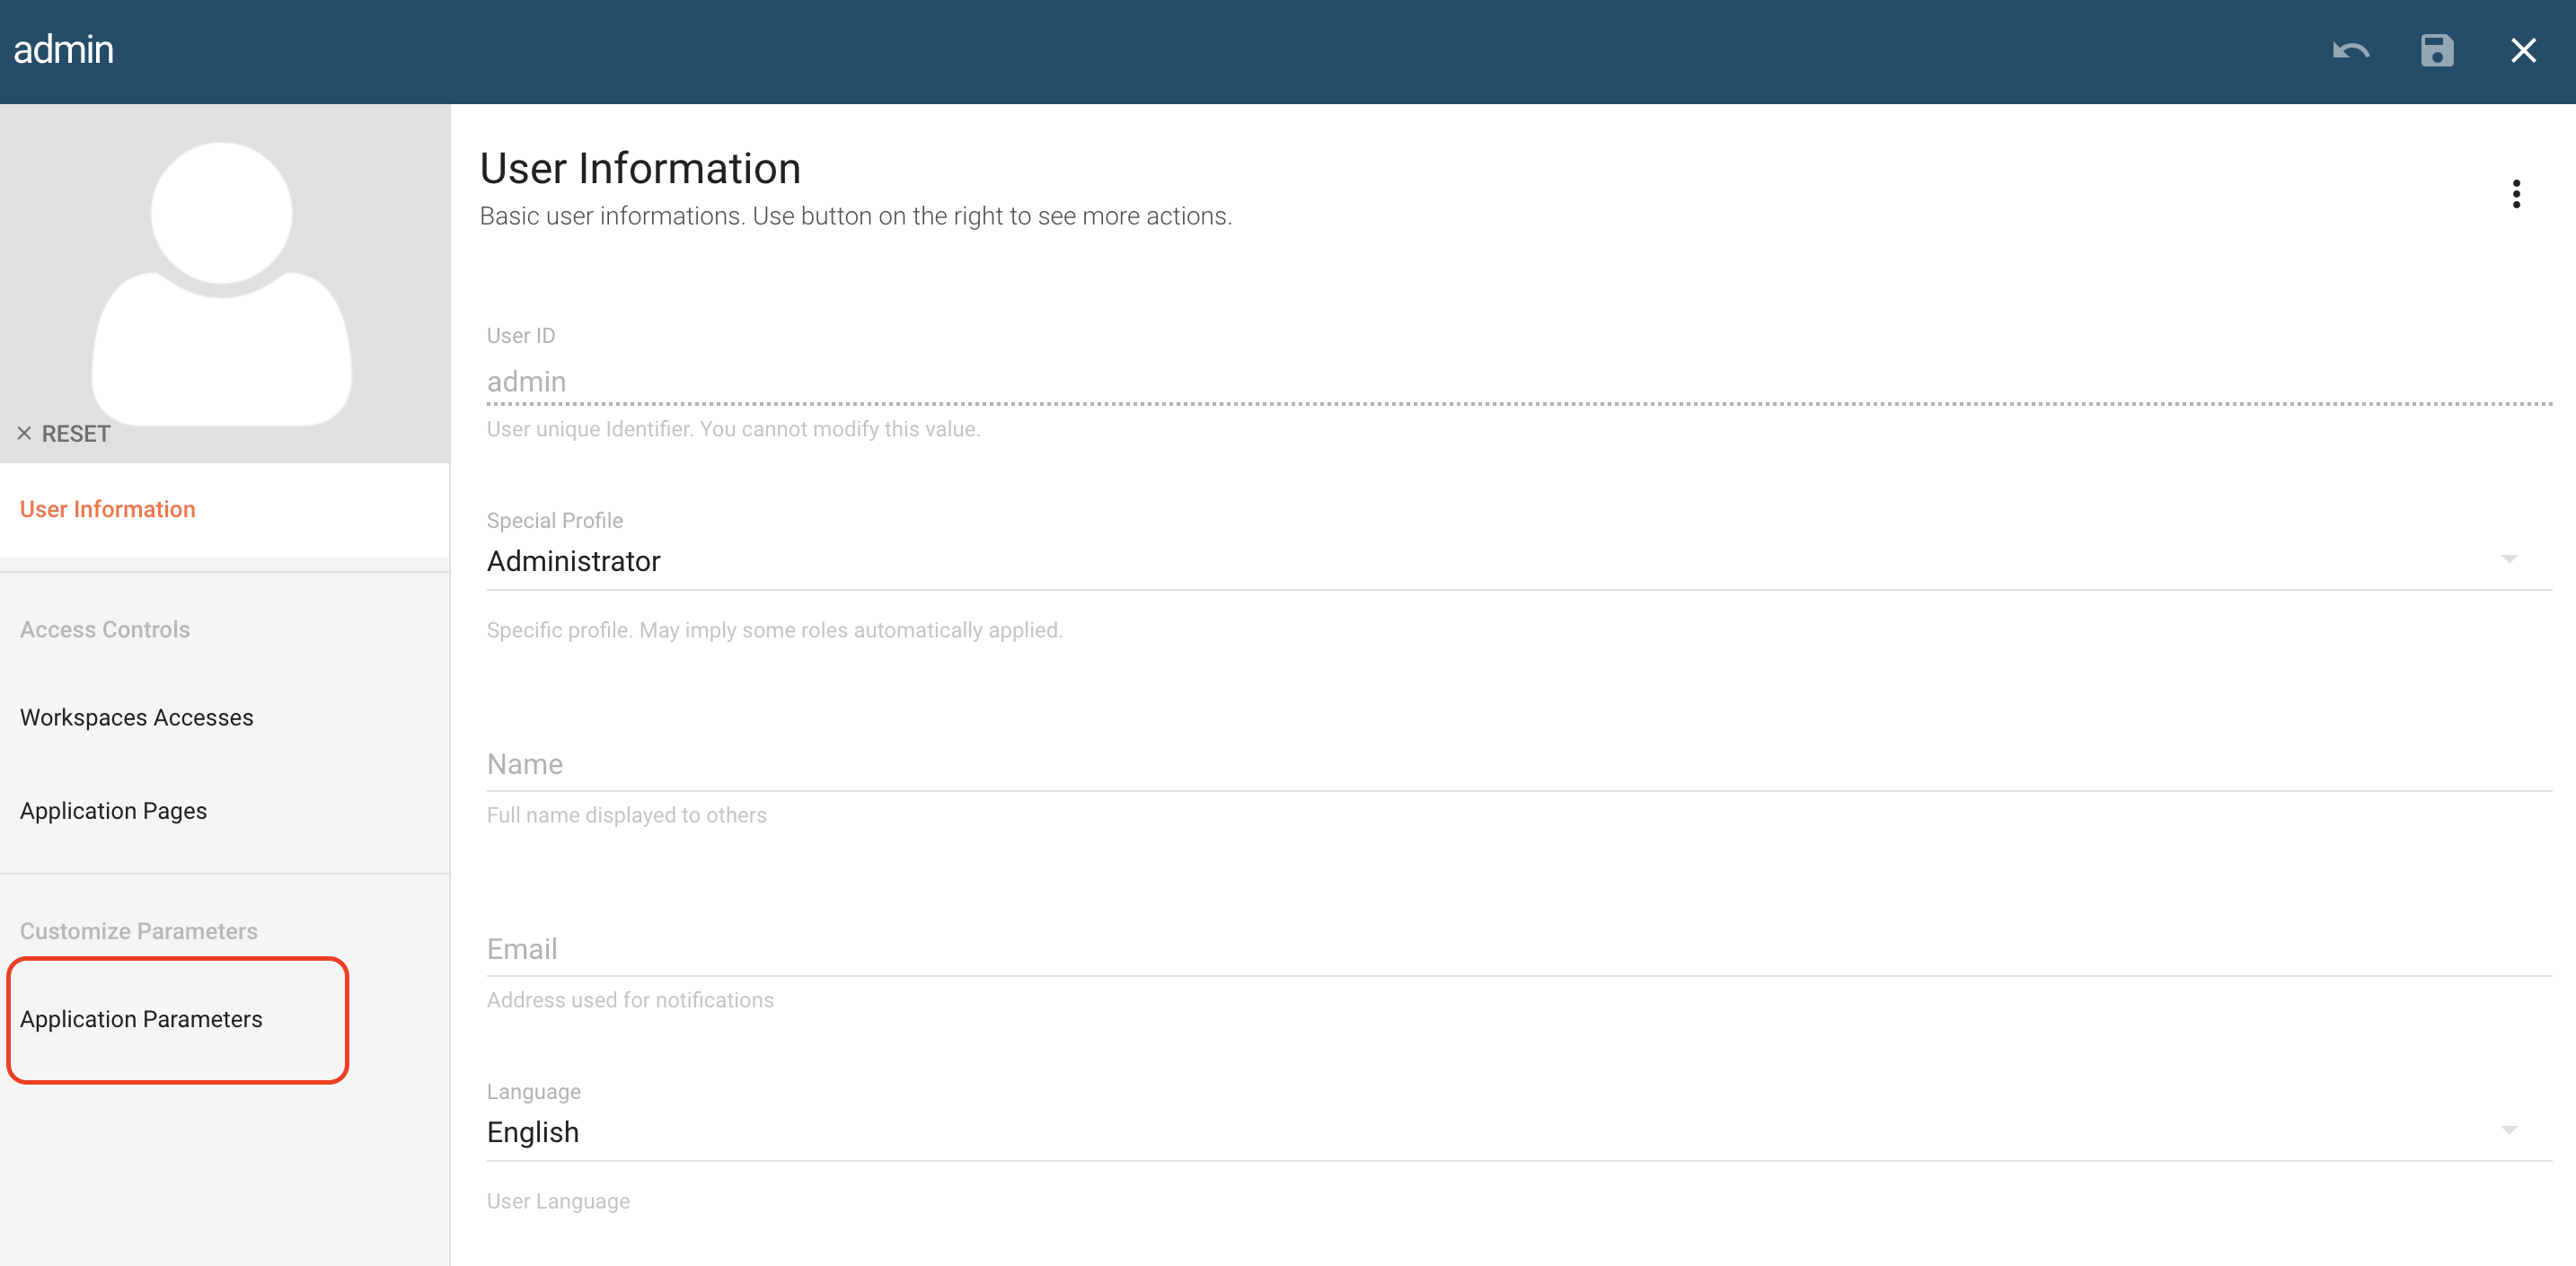 admin
RESET
User Information
Access Controls
Workspaces Accesses
Application Pages
Customize Parameters
Application Parameters
User Information
Basic user informations. Use button on the right to see more actions.
User ID
admin
User unique Identifier. You cannot modify this value.
Special Profile
Administrator
Specific profile. May imply some roles automatically applied.
Name
Full name displayed to others
Email
Address used for notifications
Language
English
User Language